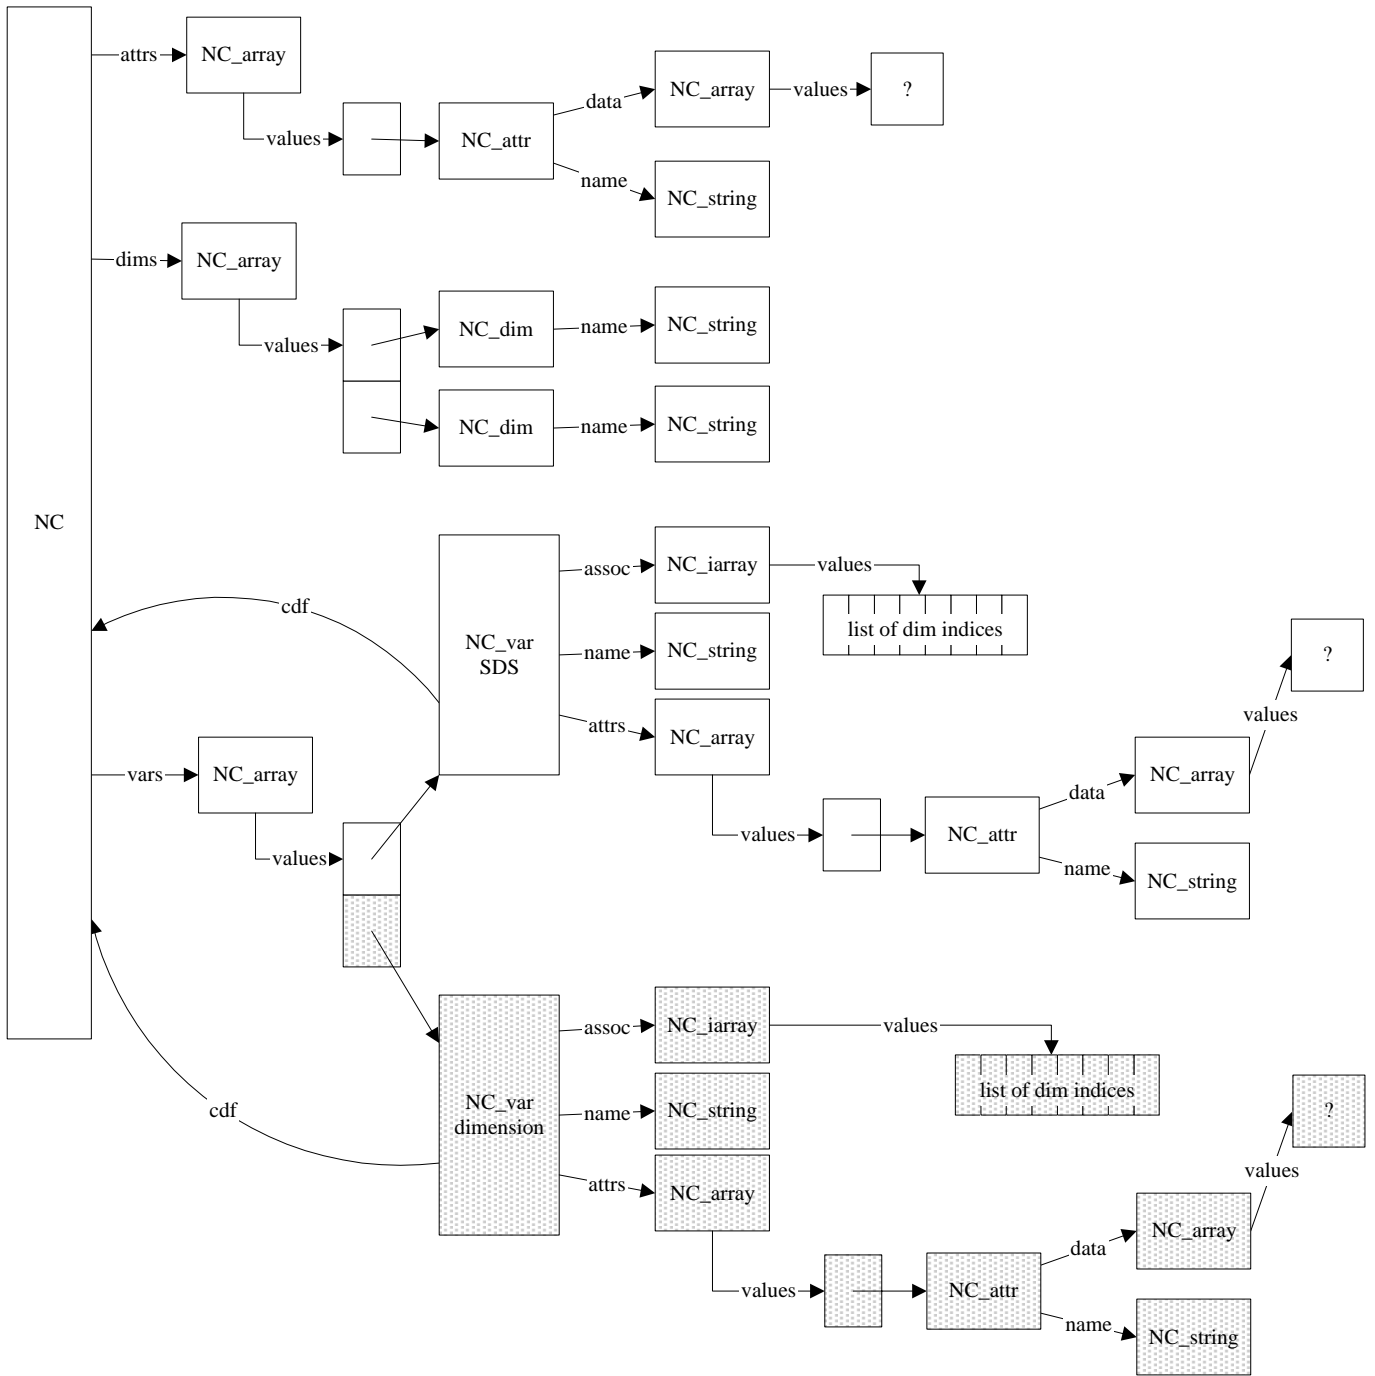 NC
attrs
NC_array
values
NC_attr
data
NC_array
values
?
name
NC_string
dims
NC_array
values
NC_dim
name
NC_string
NC_dim
name
NC_string
cdf
vars
NC_array
values
NC_var
SDS
assoc
NC_iarray
values
list of dim indices
name
NC_string
attrs
NC_array
values
NC_attr
data
NC_array
values
?
name
NC_string
cdf
NC_var
dimension
assoc
NC_iarray
values
list of dim indices
name
NC_string
attrs
NC_array
values
NC_attr
data
NC_array
values
?
name
NC_string